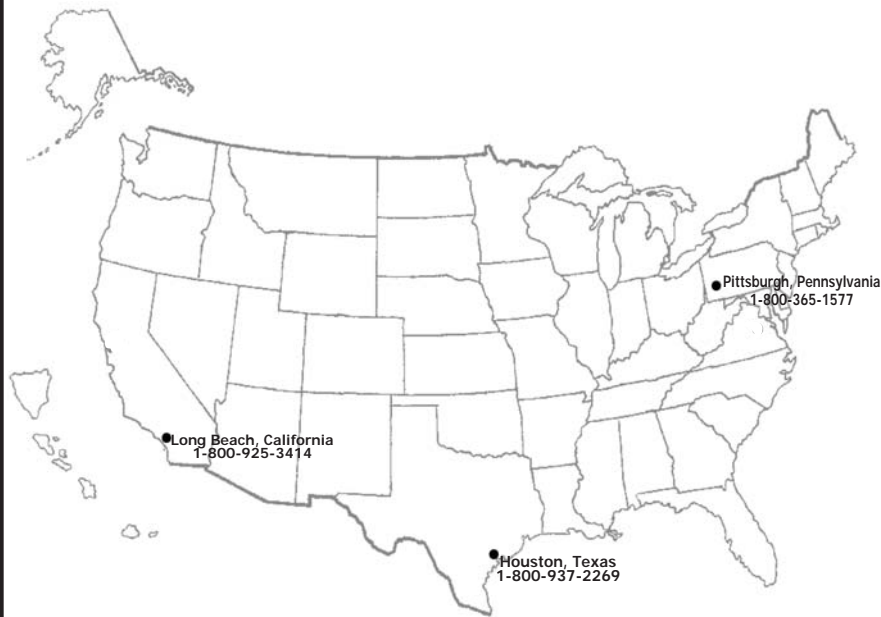 Pittsburgh, Pennsylvania
1-800-365-1577
Long Beach, California
1-800-925-3414
Houston, Texas
1-800-937-2269